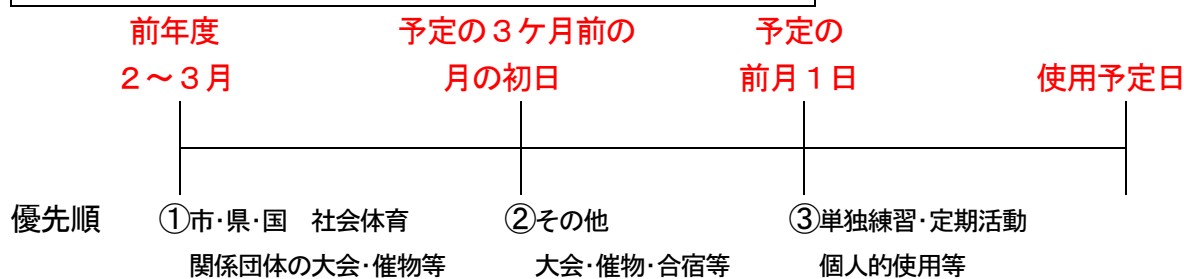 前年度 予定の３ケ月前の 予定の
２～３月 月の初日 前月１日 使用予定日
優先順 ①市・県・国 社会体育 ②その他 ③単独練習・定期活動
関係団体の大会・催物等 大会・催物・合宿等 個人的使用等